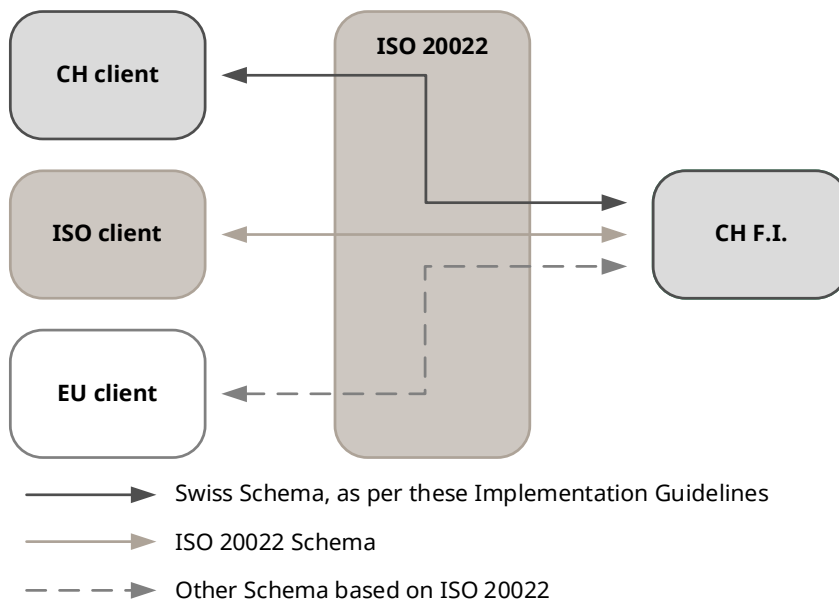 ISO 20022
CH client
ISO client
CH F.I.
EU client
Swiss Schema, as per these Implementation Guidelines
ISO 20022 Schema
Other Schema based on ISO 20022